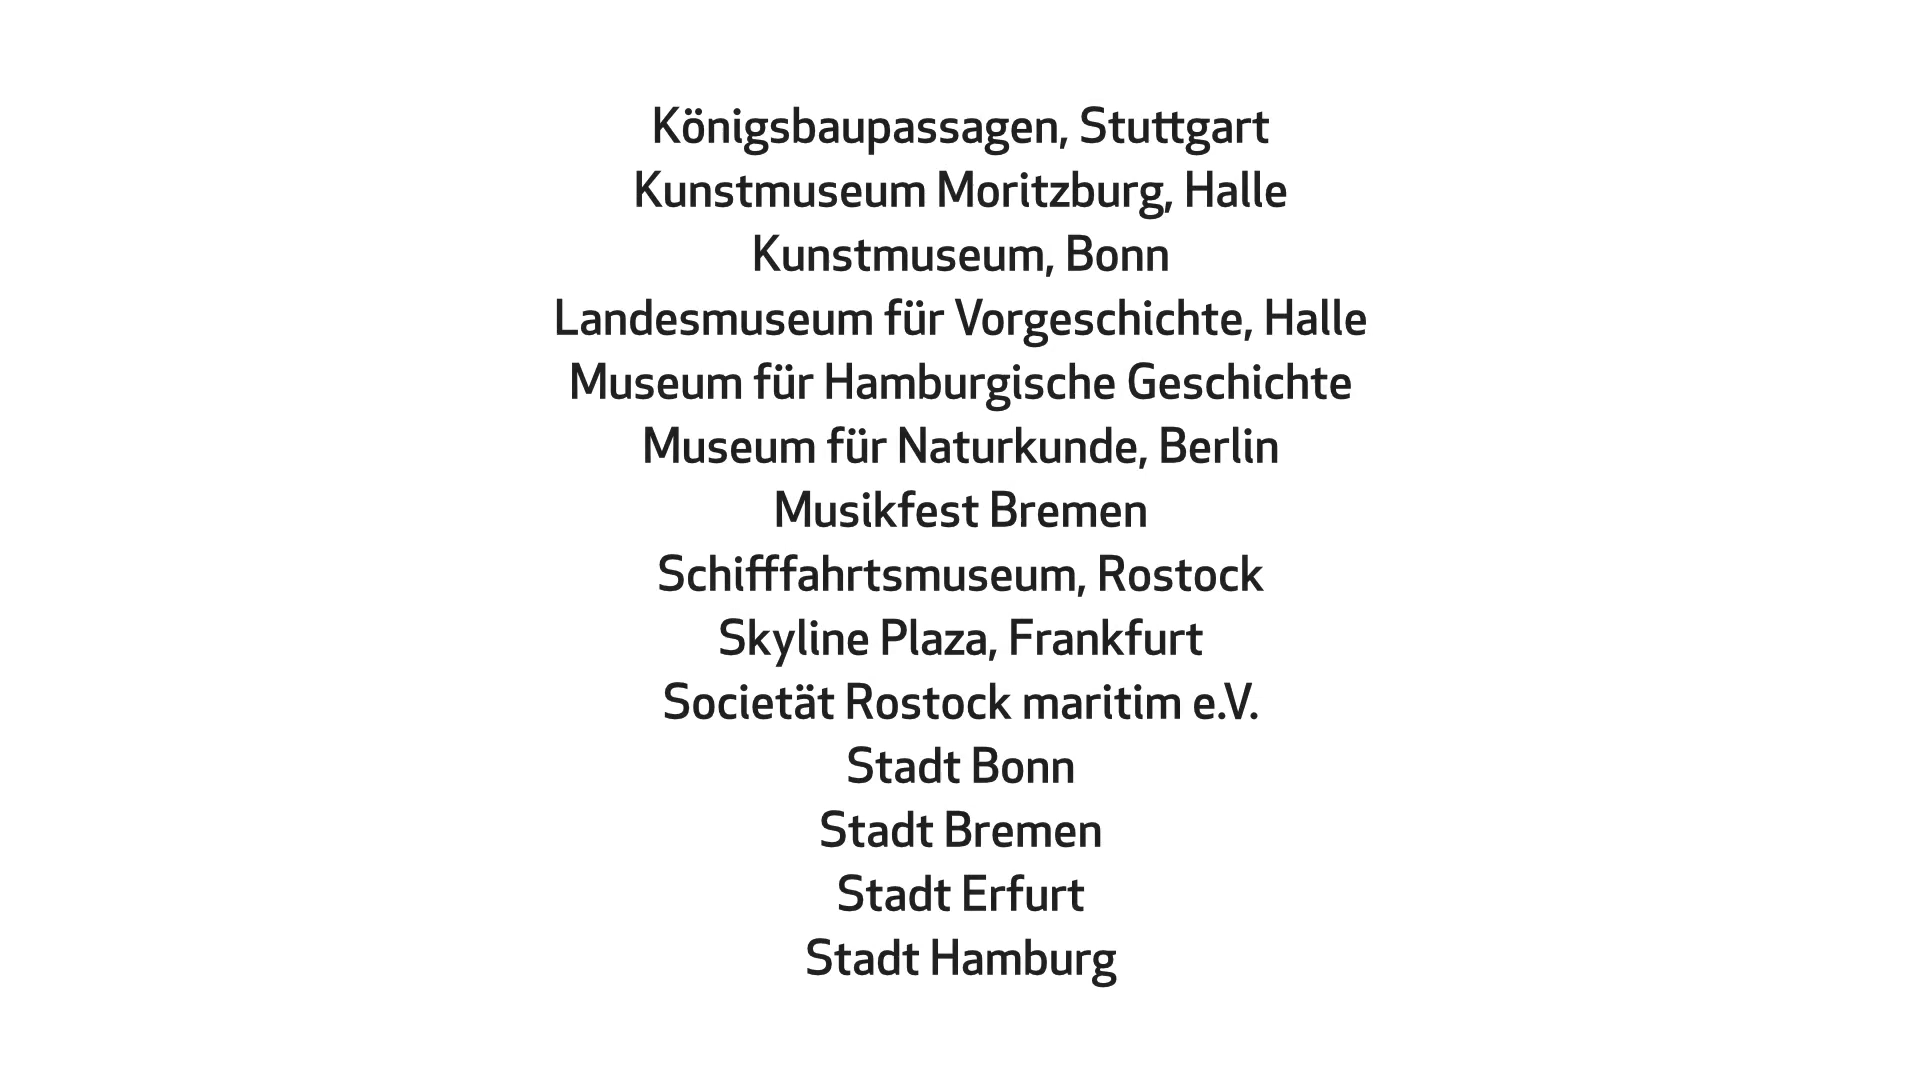 Königsbaupassagen, Stuttgart
Kunstmuseum Moritzburg, Halle
Kunstmuseum, Bonn
Landesmuseum für Vorgeschichte, Halle
Museum für Hamburgische Geschichte
Museum für Naturkunde, Berlin
Musikfest Bremen
Schifffahrtsmuseum, Rostock
Skyline Plaza, Frankfurt
Societät Rostock maritim e.V.
Stadt Bonn
Stadt Bremen
Stadt Erfurt
Stadt Hamburg